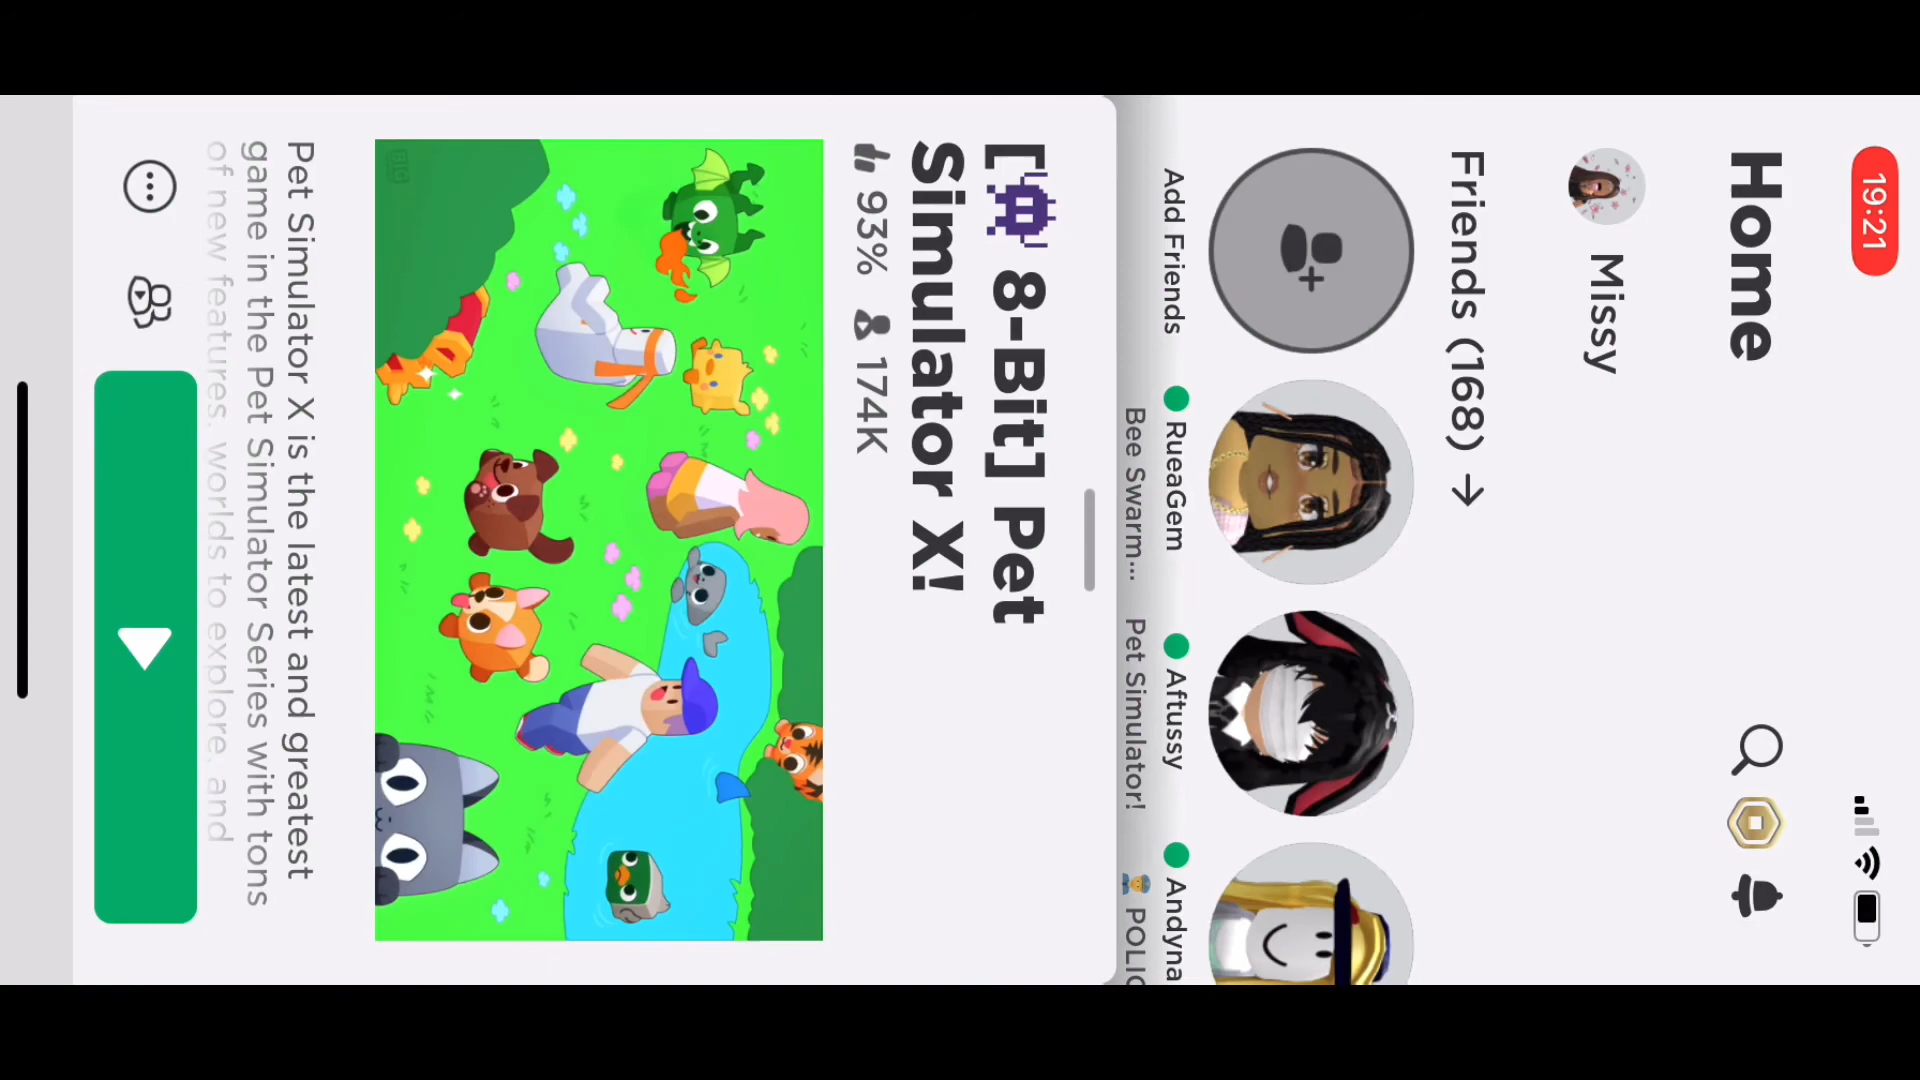 19:21
Home
Missy
Friends (168) →
Add Friends
RueaGem
Aftussy
Andyna
Bee Swarm...
Pet Simulator!
POLIC
[👾 8-Bit] Pet
Simulator X!
93% 174K
BIG
Pet Simulator X is the latest and greatest
game in the Pet Simulator Series with tons
of new features, worlds to explore, and